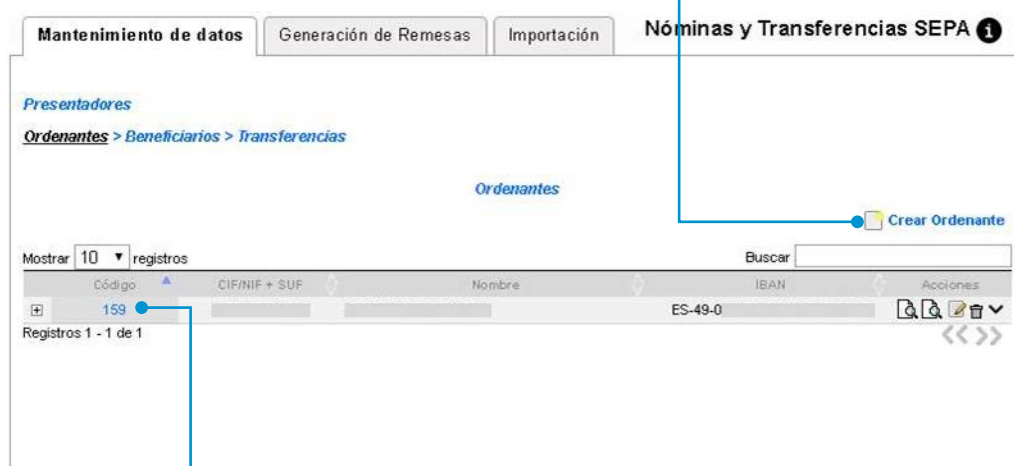 Mantenimiento de datos Generación de Remesas Importación Nóminas y Transferencias SEPA
Presentadores
Ordenantes > Beneficiarios > Transferencias
Ordenantes
Crear Ordenante
Mostrar 10 registros Buscar
Código CIF/NIF + SUF Nombre IBAN Acciones
159 ES-49-0
Registros 1 - 1 de 1